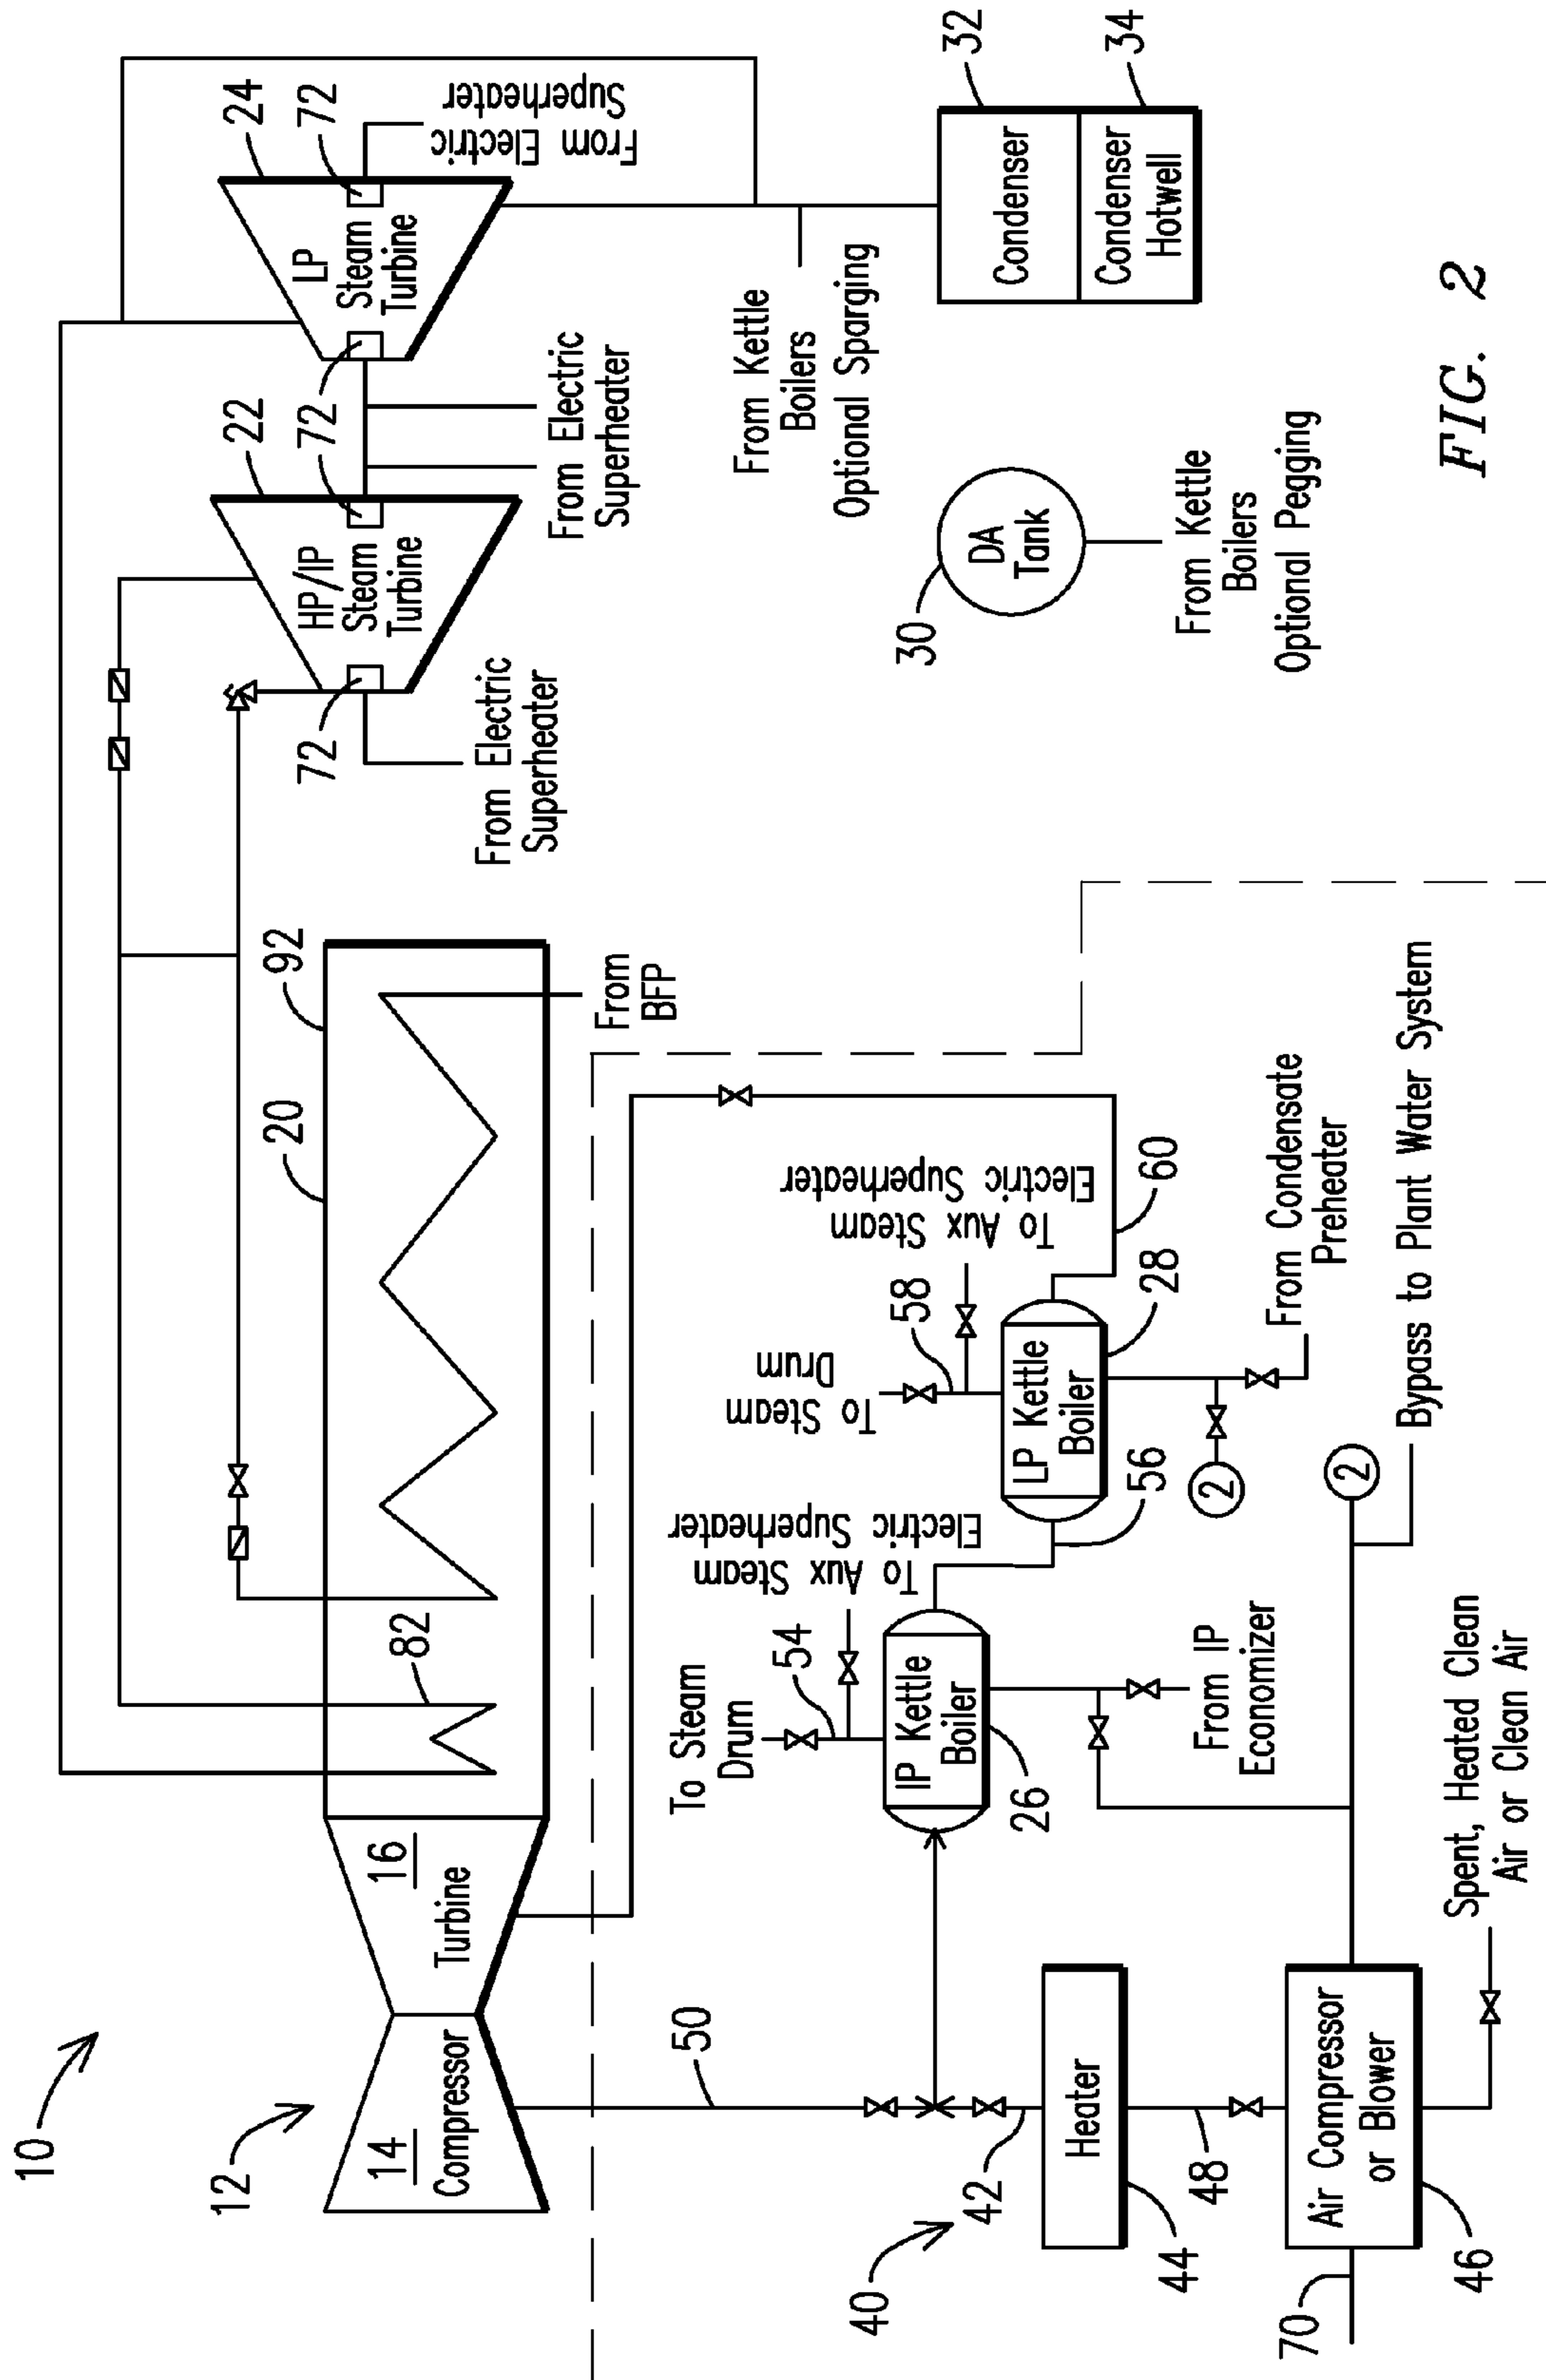 10
12
14
Compressor
16
Turbine
20
92
82
From
BFP
22
HP/IP
Steam
Turbine
72
72
72
72
24
LP
Steam
Turbine
From Electric
Superheater
From Electric
Superheater
From Electric
Superheater
From Kettle
Boilers
Optional Sparging
Condenser
Condenser
Hotwell
32
34
30
DA
Tank
From Kettle
Boilers
Optional Pegging
50
40
42
Heater
44
48
Air Compressor
or Blower
46
70
To Steam
Drum
54
To Aux Steam
Electric Superheater
IP Kettle
Boiler
26
56
From IP
Economizer
To Steam
Drum
58
To Aux Steam
Electric Superheater
LP Kettle
Boiler
28
60
2
From Condensate
Preheater
2
Bypass to Plant Water System
Spent, Heated Clean
Air or Clean Air
FIG. 2